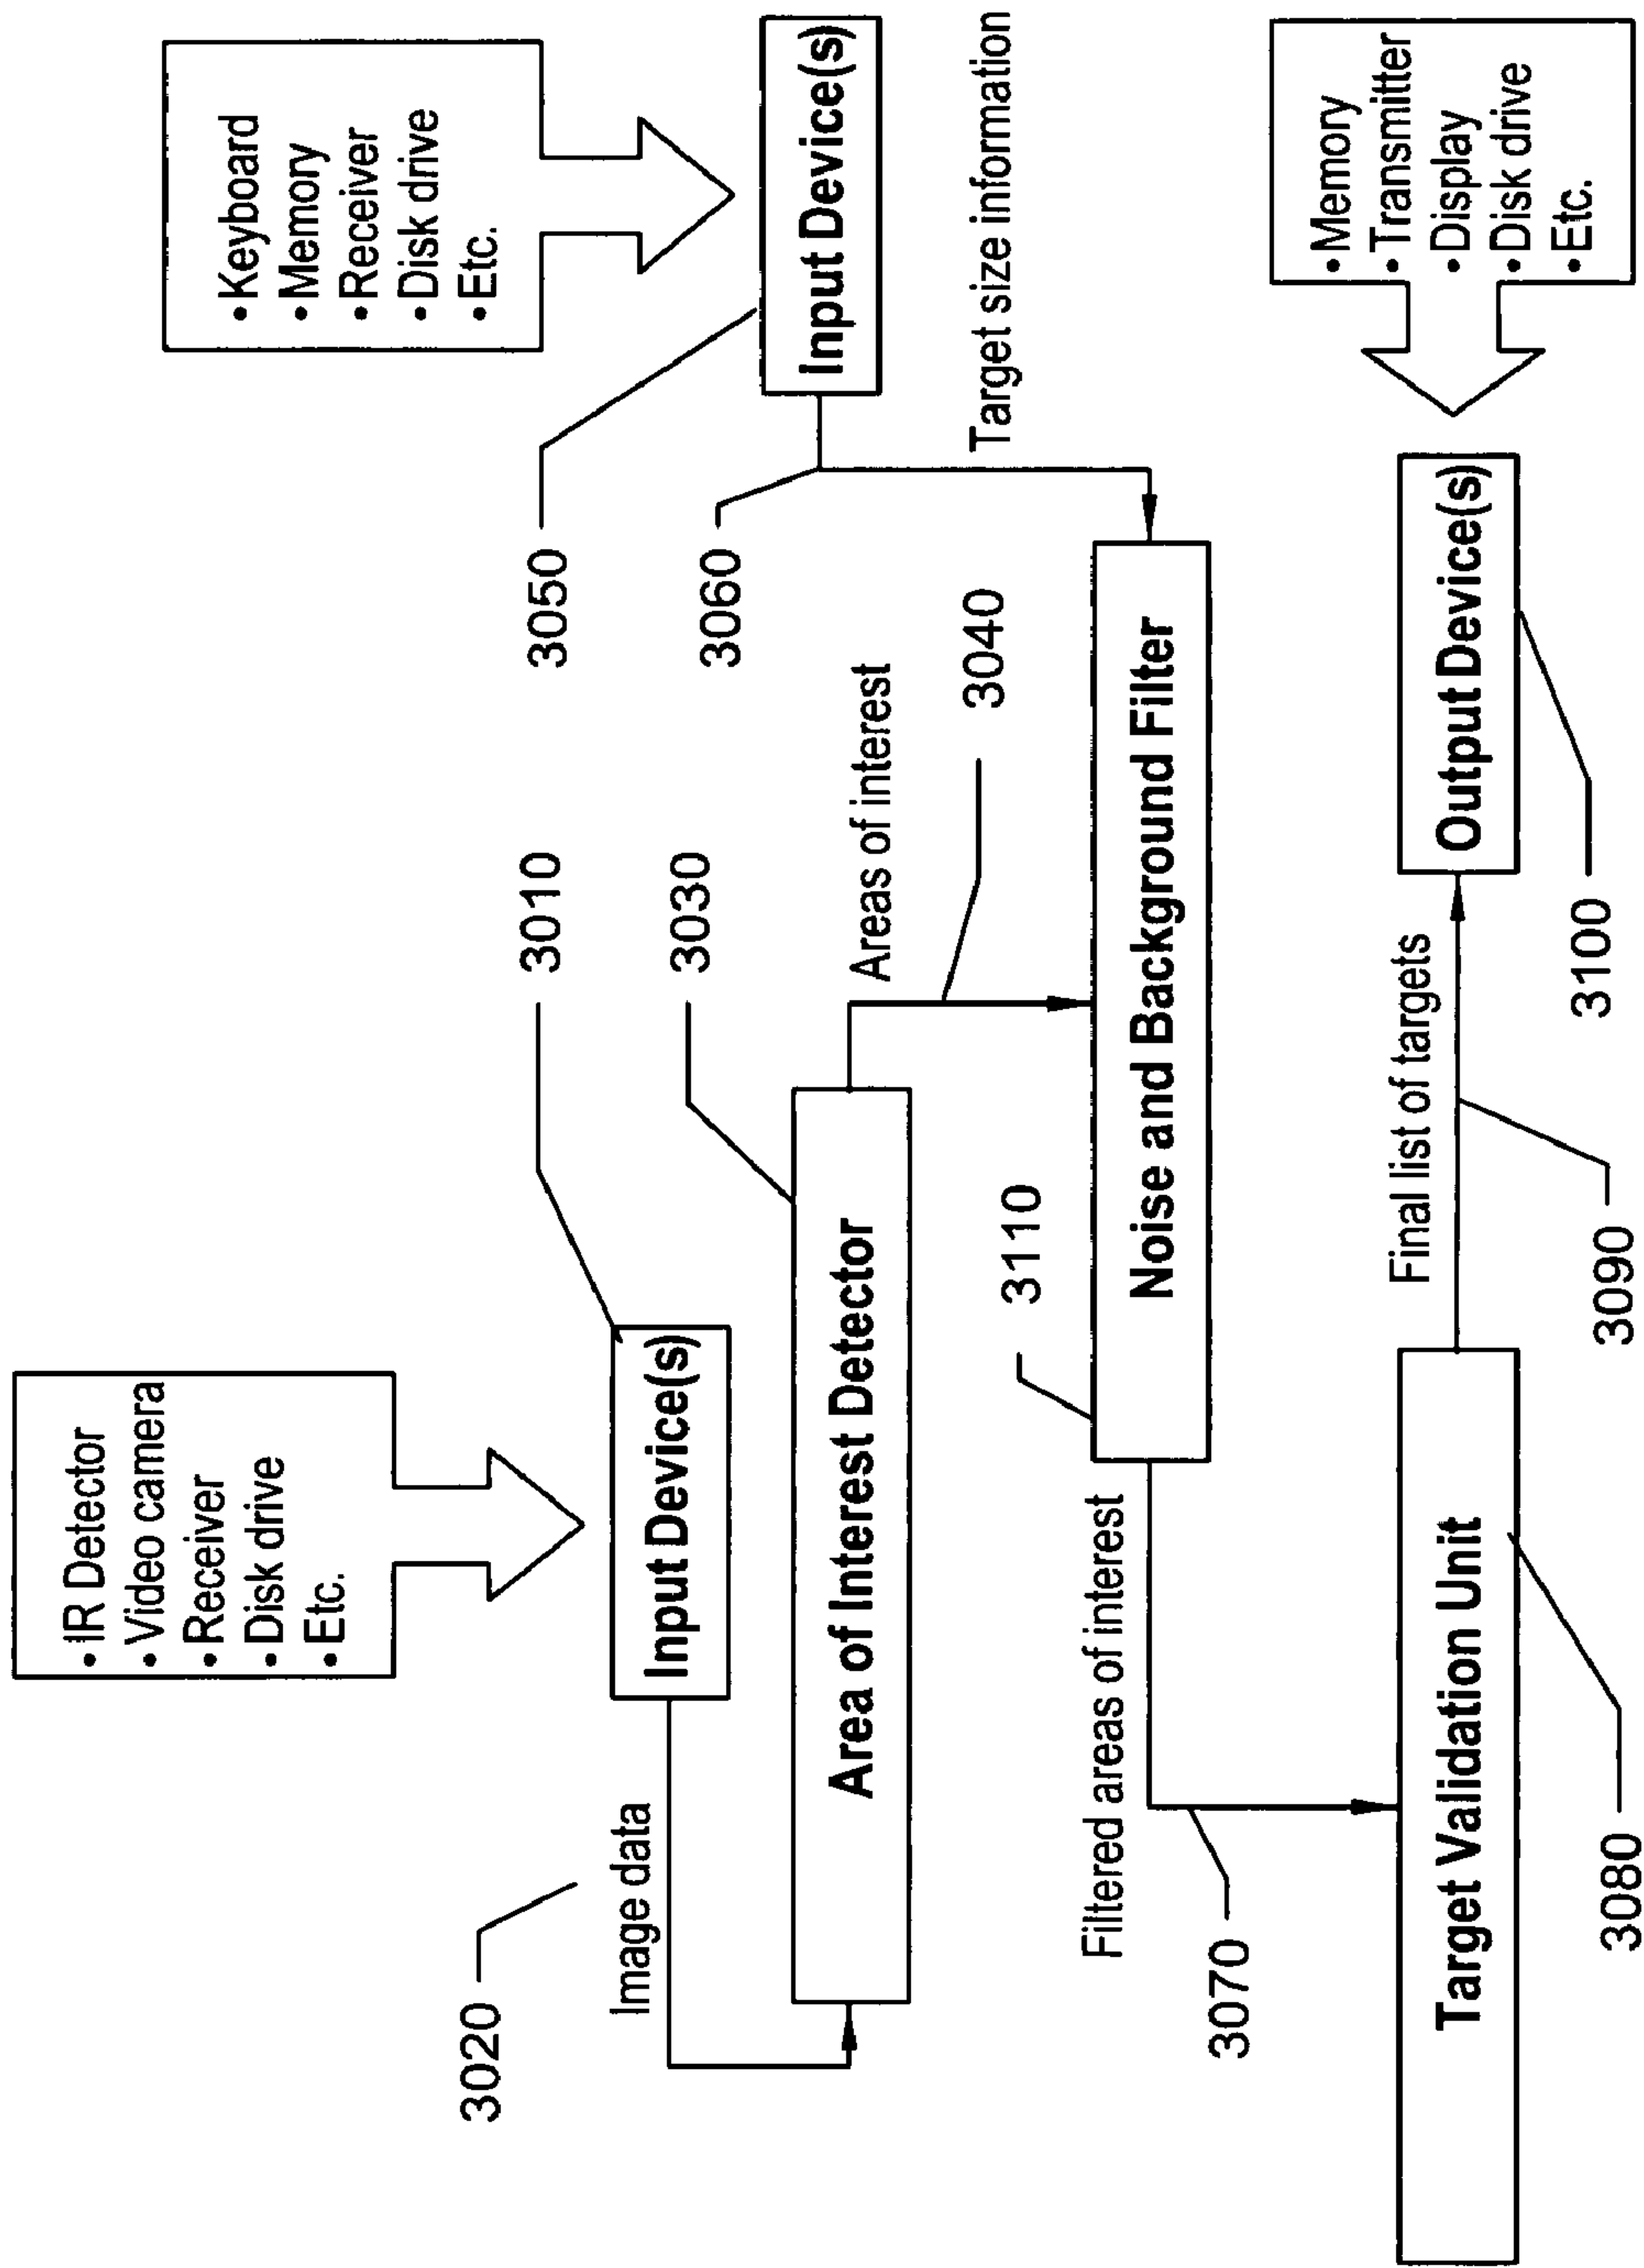 • IR Detector
• Video camera
• Receiver
• Disk drive
• Etc.
• Keyboard
• Memory
• Receiver
• Disk drive
• Etc.
3020
3010
3050
Image data
Input Device(s)
3030
3060
Input Device(s)
Area of Interest Detector
Areas of interest
3040
Target size information
3110
Filtered areas of interest
Noise and Background Filter
3070
Final list of targets
• Memory
• Transmitter
• Display
• Disk drive
• Etc.
Target Validation Unit
Output Device(s)
3080
3090
3100